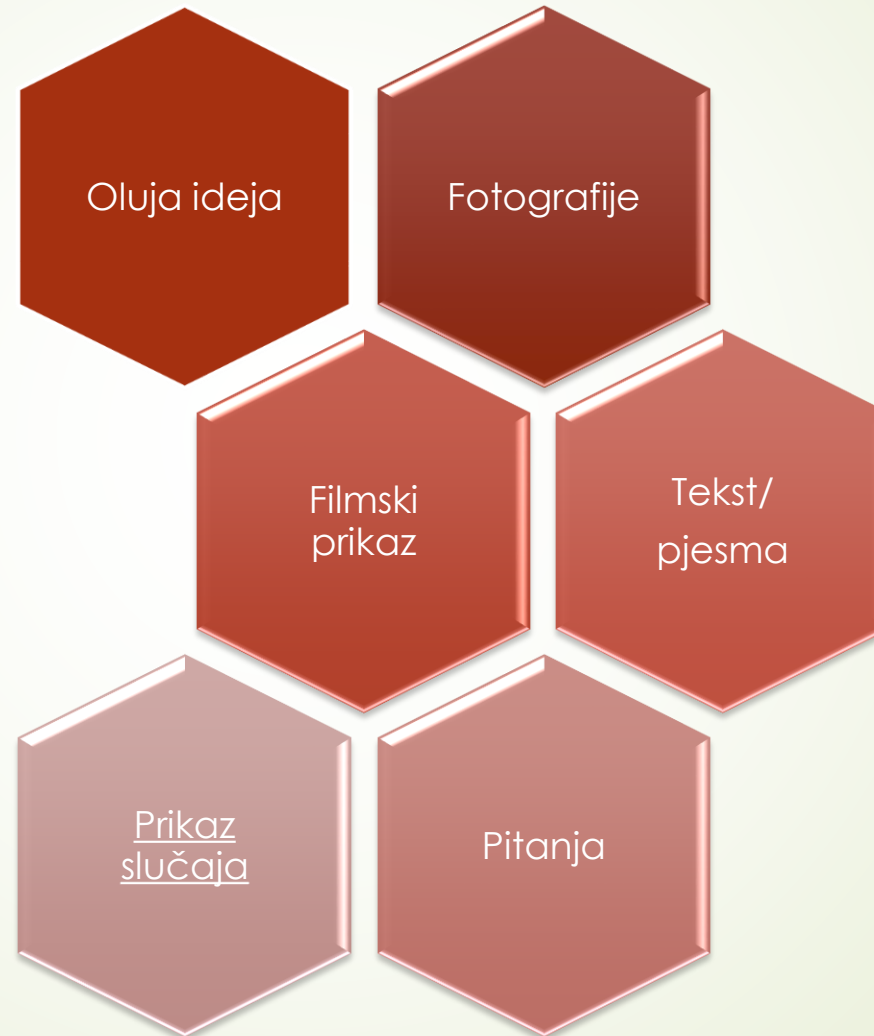 Oluja ideja
Fotografije
Filmski
prikaz
Tekst/
pjesma
Prikaz
slučaja
Pitanja